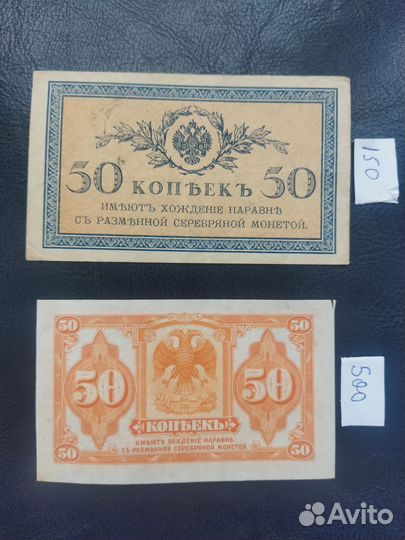 50 КОПѢЕКЪ 50
ИМѢЮТЪ ХОЖДЕНІЕ НАРАВНѢ
СЪ РАЗМѢННОЙ СЕРЕБРЯНОЙ МОНЕТОЙ.
150
50 50
50 50
КОПѢЕКЪ
ИМѢЮТЪ ХОЖДЕНІЕ НАРАВНѢ
СЪ РАЗМѢННОЙ СЕРЕБРЯНОЙ МОНЕТОЙ
50 50
500
Avito